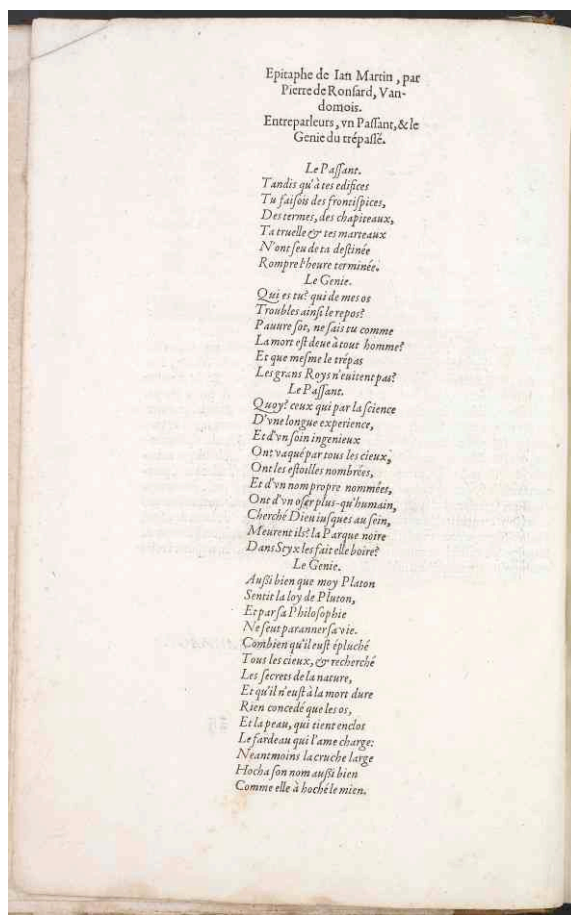 Epitaphe de Ian Martin, par
Pierre de Ronsard, Van-
domois.
Entreparleurs, vn Paſſant, & le
Genie du trépaſſé.
Le Paſſant.
Tandis qu'à tes edifices
Tu faiſois des frontiſpices,
Des termes, des chapiteaux,
Ta truelle & tes marteaux
N'ont ſeu de ta deſtinée
Rompre l'heure terminée.
Le Genie.
Qui es tu? qui de mes os
Troubles ainſi le repos?
Pauure ſot, ne ſais tu comme
La mort eſt deue à tout homme?
Et que meſme le trépas
Les grans Roys n'euitent pas?
Le Paſſant.
Quoy? ceux qui par la ſcience
D'vne longue experience,
Et d'vn ſoin ingenieux
Ont vaqué par tous les cieux,
Ont les eſtoilles nombrées,
Et d'vn nom propre nommées,
Ont d'vn oſer plus-qu'humain,
Cherché Dieu iuſques au ſein,
Meurent ils? la Parque noire
Dans Styx les fait elle boire?
Le Genie.
Auſſi bien que moy Platon
Sentit la loy de Pluton,
Et par ſa Philoſophie
Ne ſeut paranner ſa vie.
Combien qu'il euſt épluché
Tous les cieux, & recherché
Les ſecrets de la nature,
Et qu'il n'euſt à la mort dure
Rien concedé que les os,
Et la peau, qui tient enclot
Le fardeau qui l'ame charge:
Neantmoins la cruche large
Hocha ſon nom auſſi bien
Comme elle à hoché le mien.